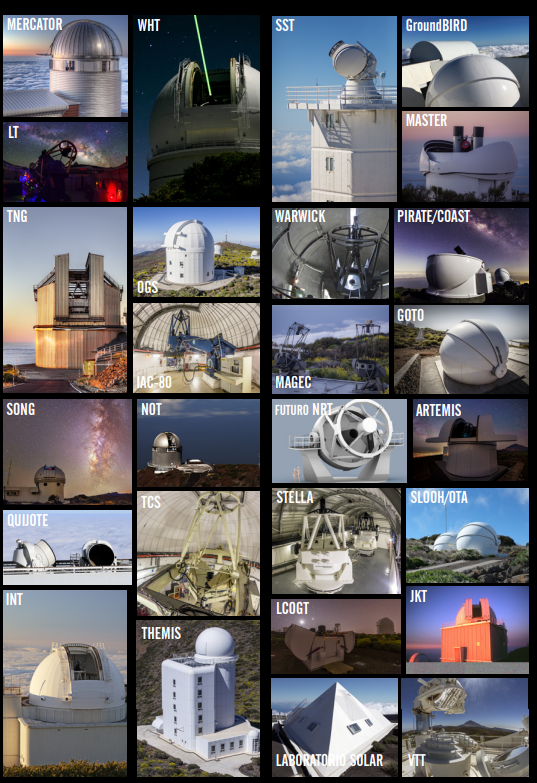 MERCATOR
WHT
SST
GroundBIRD
LT
MASTER
TNG
OGS
WARWICK
PIRATE/COAST
IAC-80
MAGEC
GOTO
SONG
NOT
FUTURO NRT
ARTEMIS
QUIJOTE
TCS
STELLA
SLOOH/OTA
INT
THEMIS
LCOGT
JKT
LABORATORIO SOLAR
VTT